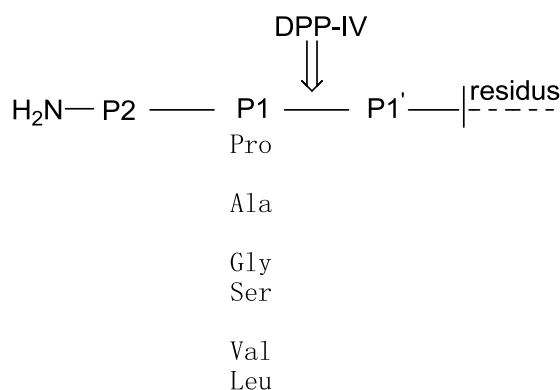 DPP-IV
H₂N P2 P1 P1' residus
Pro
Ala
Gly
Ser
Val
Leu